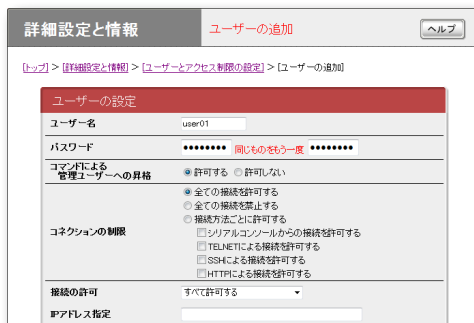 詳細設定と情報 ユーザーの追加 ヘルプ
[トップ] > [詳細設定と情報] > [ユーザーとアクセス制限の設定] > [ユーザーの追加]
ユーザーの設定
ユーザー名 user01
パスワード ●●●●●●●● 同じものをもう一度 ●●●●●●●●
コマンドによる
管理ユーザーへの昇格 許可する 許可しない
全ての接続を許可する
全ての接続を禁止する
接続方法ごとに許可する
コネクションの制限 シリアルコンソールからの接続を許可する
TELNETによる接続を許可する
SSHによる接続を許可する
HTTPによる接続を許可する
接続の許可 すべて許可する
IPアドレス指定